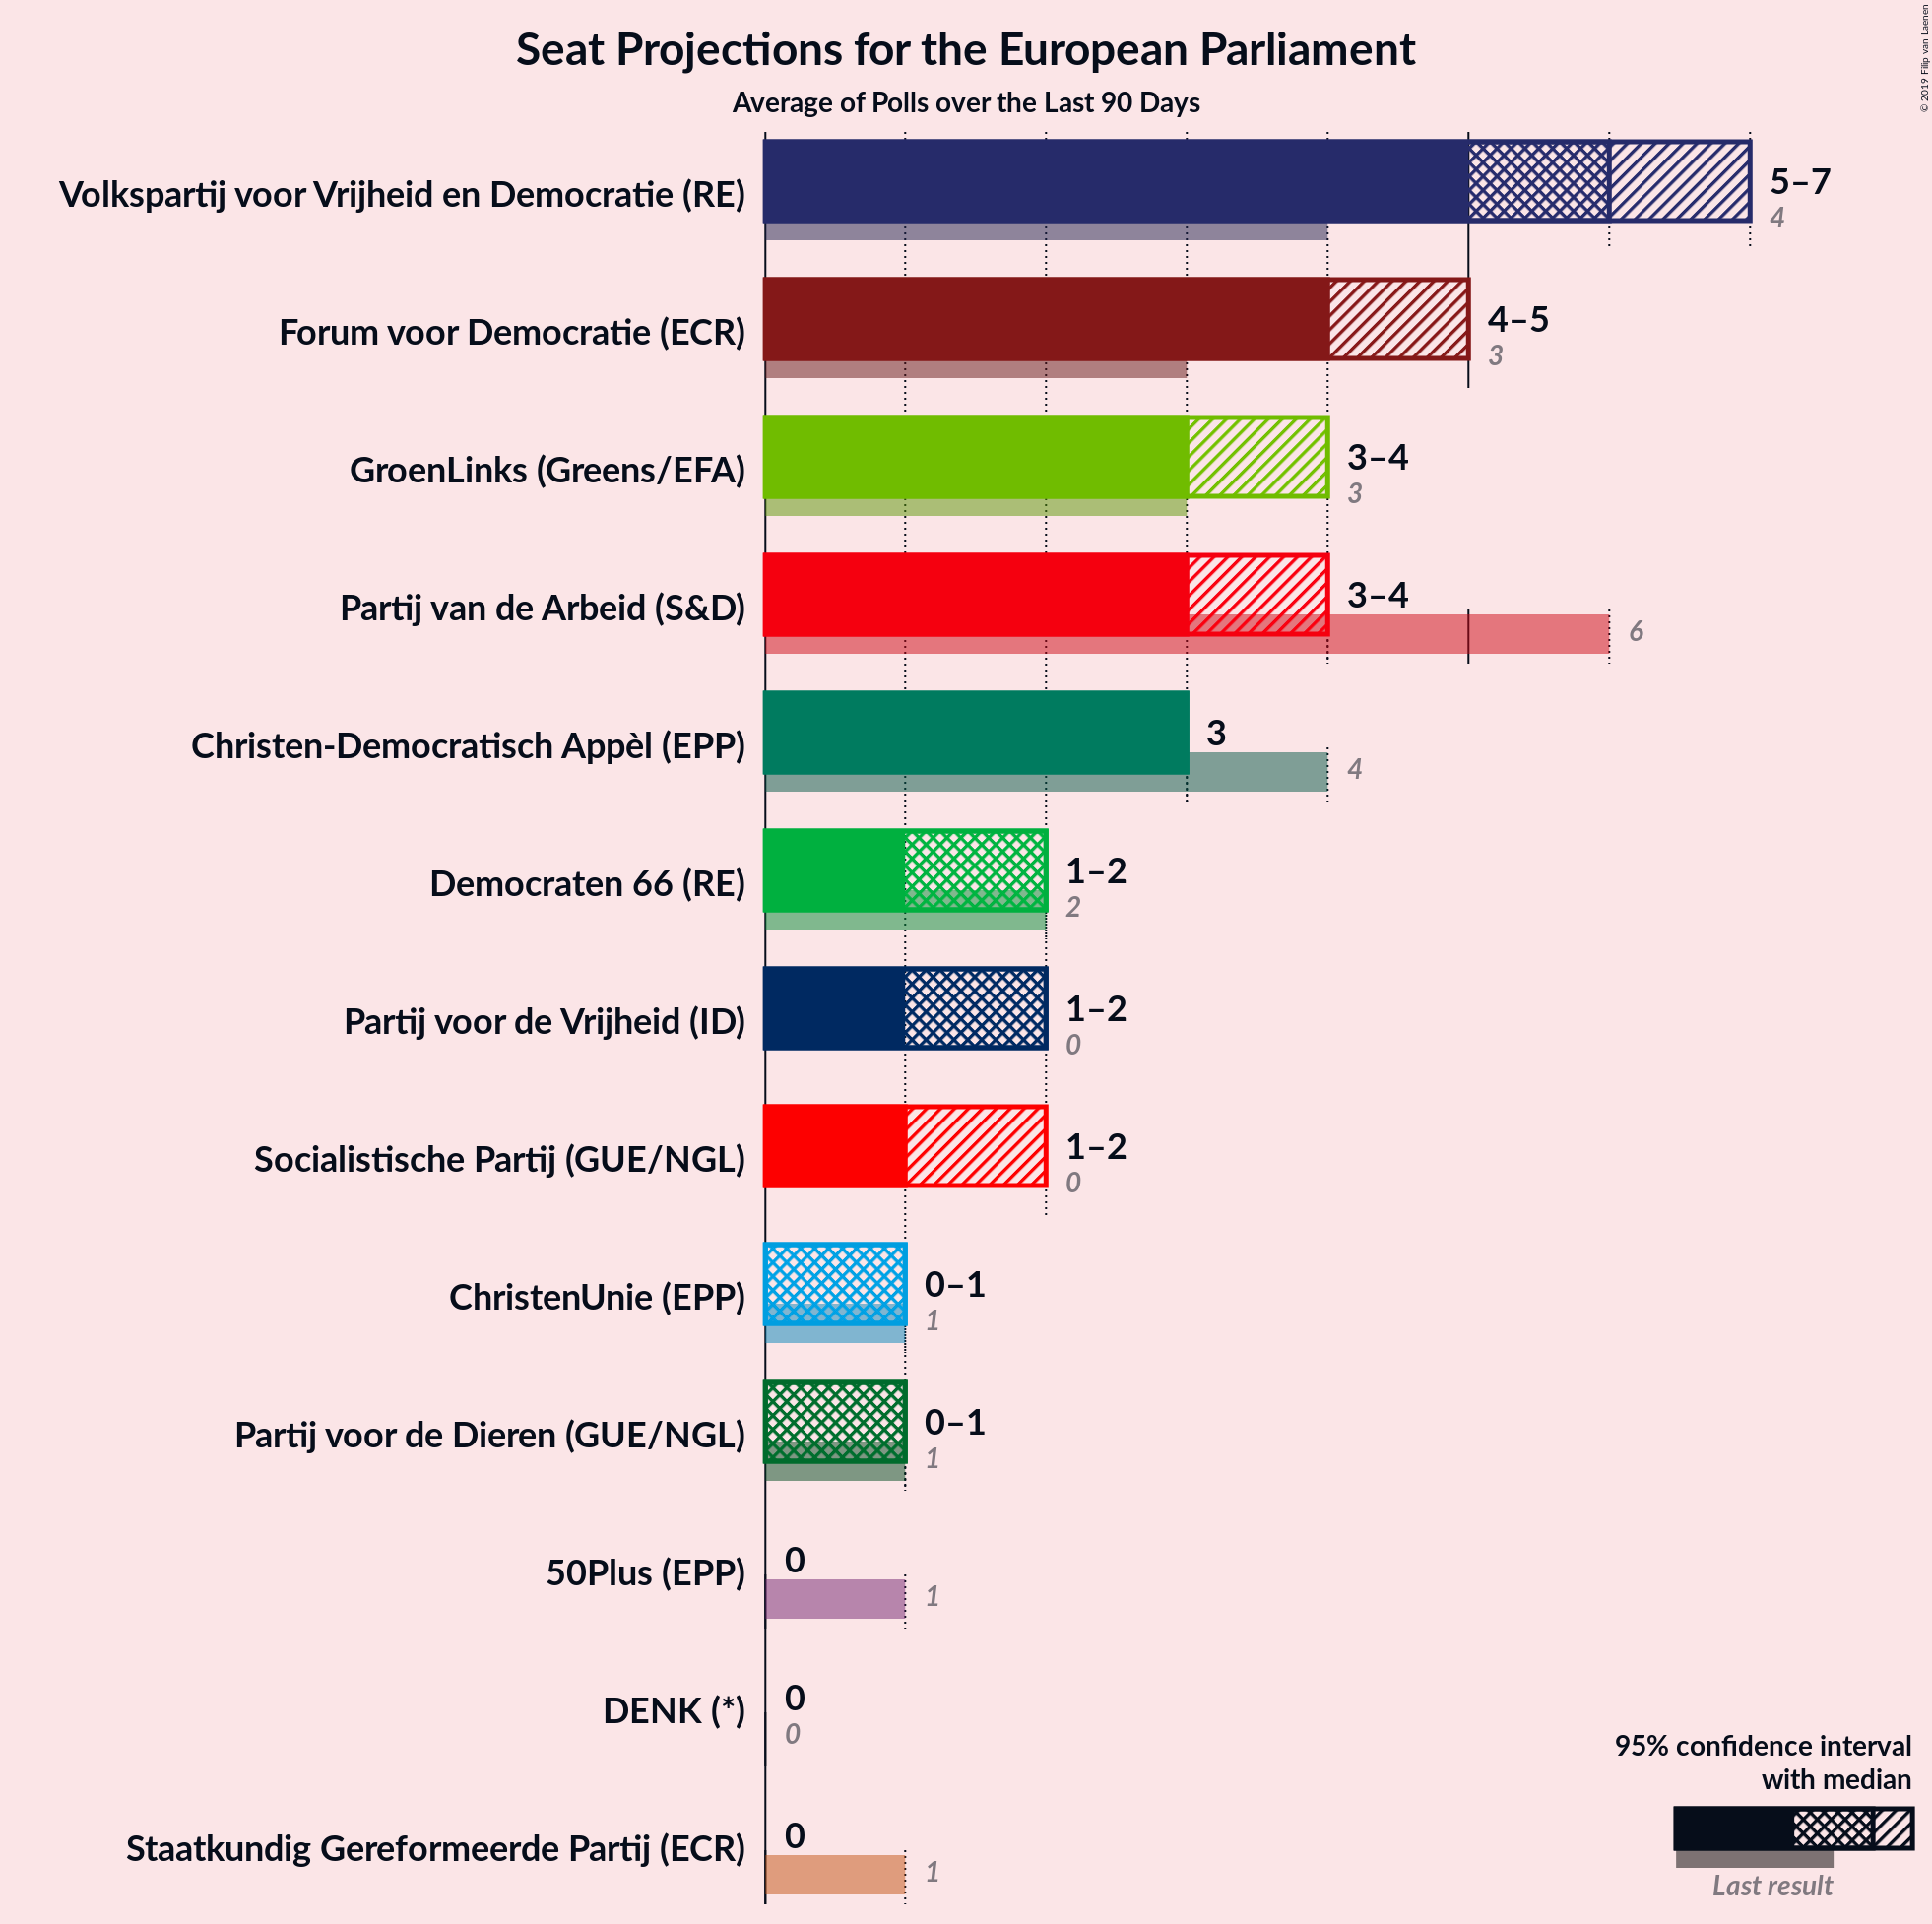 Seat Projections for the European Parliament
Average of Polls over the Last 90 Days
© 2019 Filip van Laenen
Volkspartij voor Vrijheid en Democratie (RE)
5–7
4
Forum voor Democratie (ECR)
4–5
3
GroenLinks (Greens/EFA)
3–4
3
Partij van de Arbeid (S&D)
3–4
6
Christen-Democratisch Appèl (EPP)
3
4
Democraten 66 (RE)
1–2
2
Partij voor de Vrijheid (ID)
1–2
0
Socialistische Partij (GUE/NGL)
1–2
0
ChristenUnie (EPP)
0–1
1
Partij voor de Dieren (GUE/NGL)
0–1
1
50Plus (EPP)
0
1
DENK (*)
0
0
Staatkundig Gereformeerde Partij (ECR)
0
1
95% confidence interval
with median
Last result